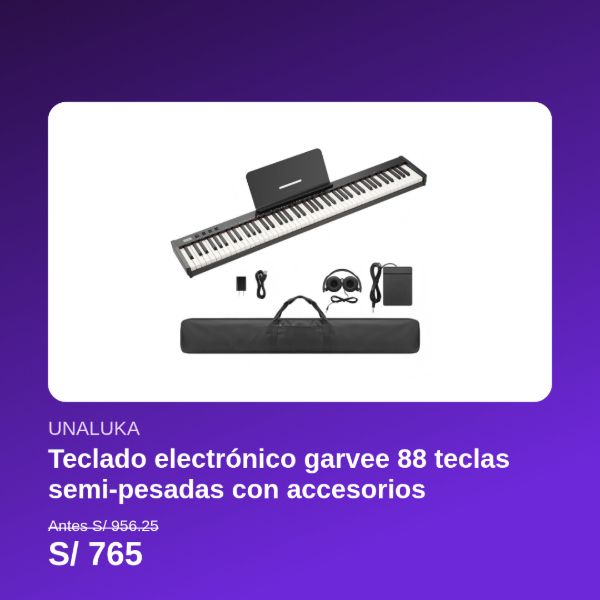 UNALUKA
Teclado electrónico garvee 88 teclas
semi-pesadas con accesorios
Antes S/ 956.25
S/ 765